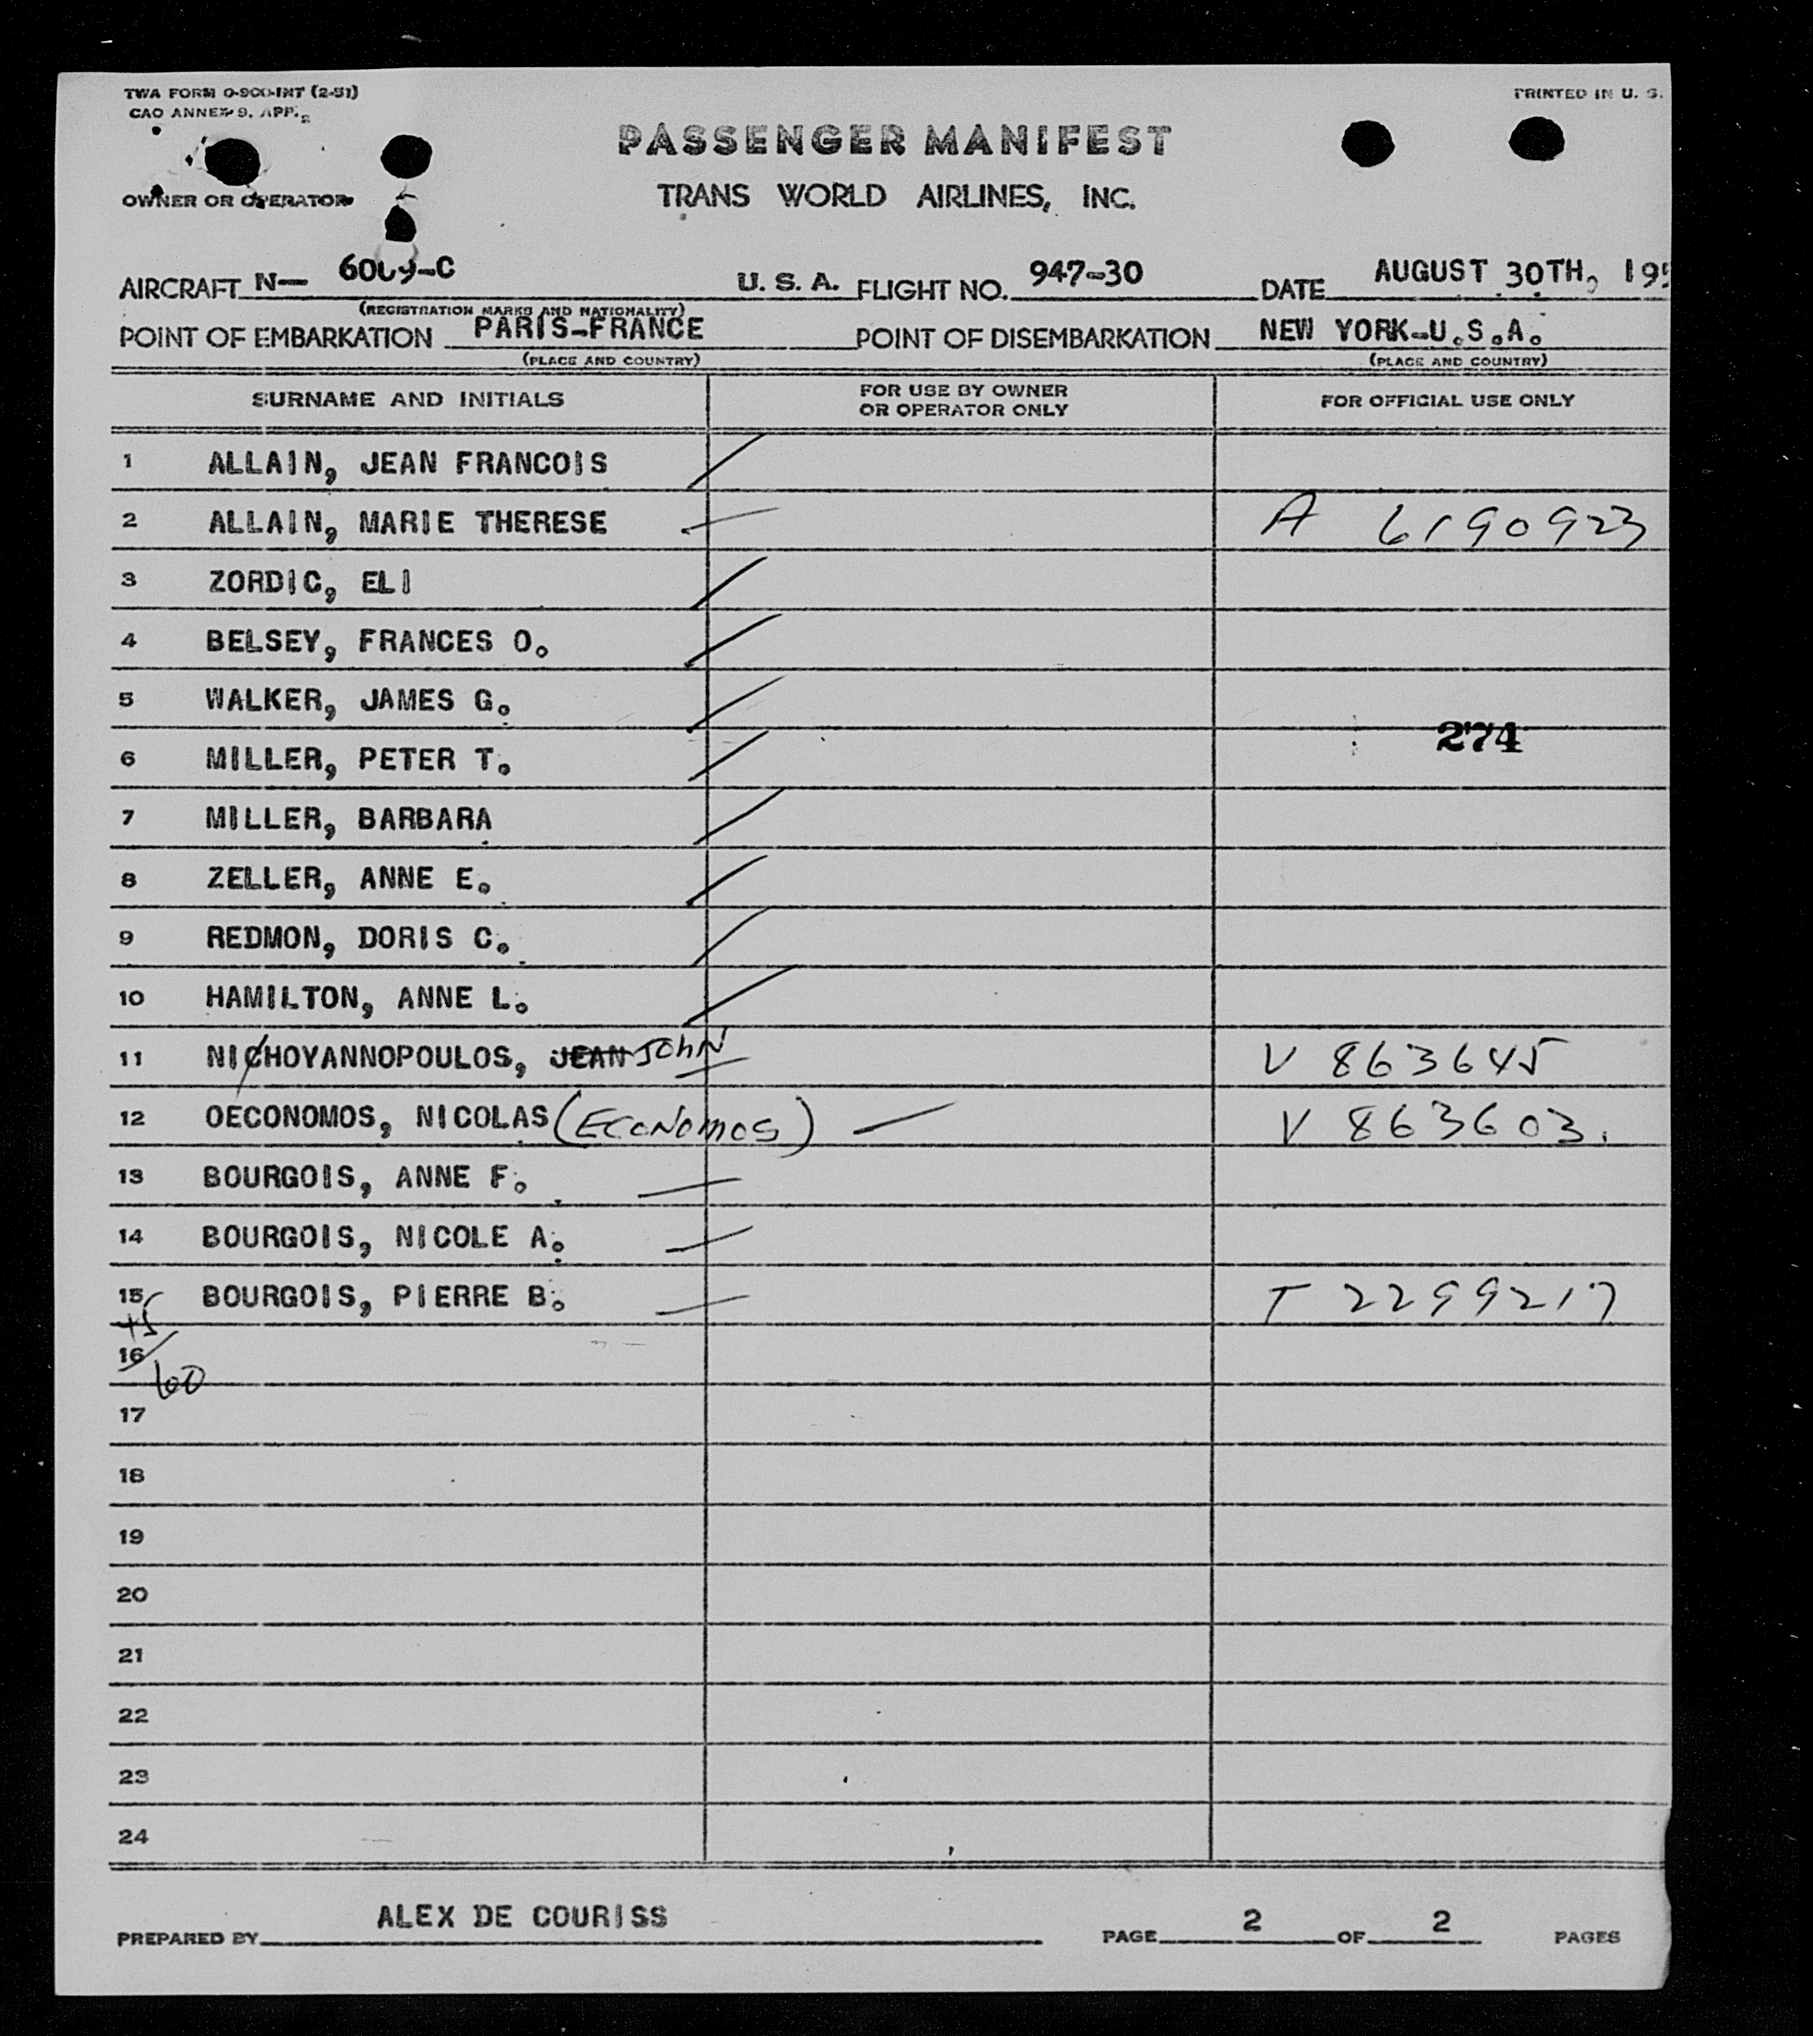 TWA FORM O-900-INT (2-51) PRINTED IN U. S.
CAO ANNEX 9, APP.
PASSENGER MANIFEST
OWNER OR OPERATOR TRANS WORLD AIRLINES, INC.
AIRCRAFT N- 6009-C U. S. A. FLIGHT NO. 947-30 DATE AUGUST 30TH, 195
(REGISTRATION MARKS AND NATIONALITY)
POINT OF EMBARKATION PARIS-FRANCE POINT OF DISEMBARKATION NEW YORK-U.S.A.
(PLACE AND COUNTRY) (PLACE AND COUNTRY)
SURNAME AND INITIALS FOR USE BY OWNER OR OPERATOR ONLY FOR OFFICIAL USE ONLY
1 ALLAIN, JEAN FRANCOIS
2 ALLAIN, MARIE THERESE A 6190923
3 ZORDIC, ELI
4 BELSEY, FRANCES O.
5 WALKER, JAMES G.
274
6 MILLER, PETER T.
7 MILLER, BARBARA
8 ZELLER, ANNE E.
9 REDMON, DORIS C.
10 HAMILTON, ANNE L.
11 NICHOYANNOPOULOS, JEAN JOHN V 863645
12 OECONOMOS, NICOLAS (ECONOMOS) V 863603.
13 BOURGOIS, ANNE F.
14 BOURGOIS, NICOLE A.
15 BOURGOIS, PIERRE B. T 2299217
45
16
60
17
18
19
20
21
22
23
24
PREPARED BY ALEX DE COURISS PAGE 2 OF 2 PAGES